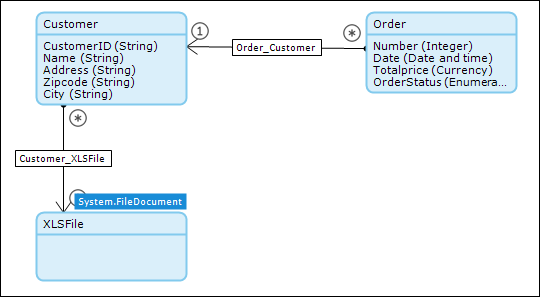 Customer
CustomerID (String)
Name (String)
Address (String)
Zipcode (String)
City (String)
1
Order_Customer
*
Order
Number (Integer)
Date (Date and time)
Totalprice (Currency)
OrderStatus (Enumera...
*
Customer_XLSFile
System.FileDocument
XLSFile